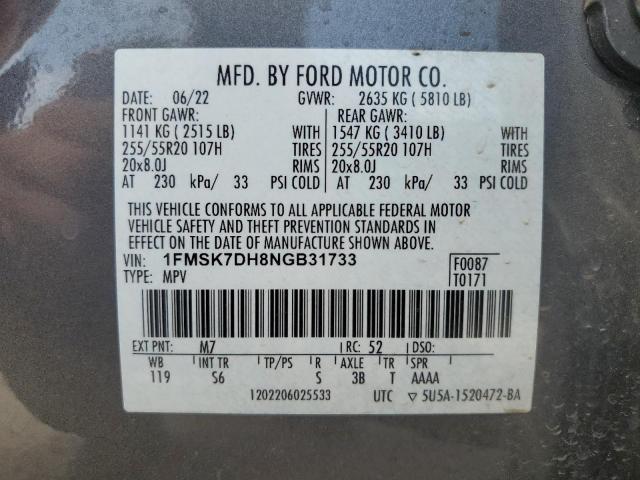 MFD. BY FORD MOTOR CO.
DATE: 06/22 GVWR: 2635 KG ( 5810 LB)
FRONT GAWR: REAR GAWR:
1141 KG ( 2515 LB) WITH 1547 KG ( 3410 LB) WITH
255/55R20 107H TIRES 255/55R20 107H TIRES
20x8.0J RIMS 20x8.0J RIMS
AT 230 kPa/ 33 PSI COLD AT 230 kPa/ 33 PSI COLD
THIS VEHICLE CONFORMS TO ALL APPLICABLE FEDERAL MOTOR
VEHICLE SAFETY AND THEFT PREVENTION STANDARDS IN
EFFECT ON THE DATE OF MANUFACTURE SHOWN ABOVE.
VIN: 1FMSK7DH8NGB31733 F0087
TYPE: MPV T0171
EXT PNT: M7 RC: 52 DSO:
WB INT TR TP/PS R AXLE TR SPR
119 S6 S 3B T AAAA
1202206025533 UTC ▽ 5U5A-1520472-BA